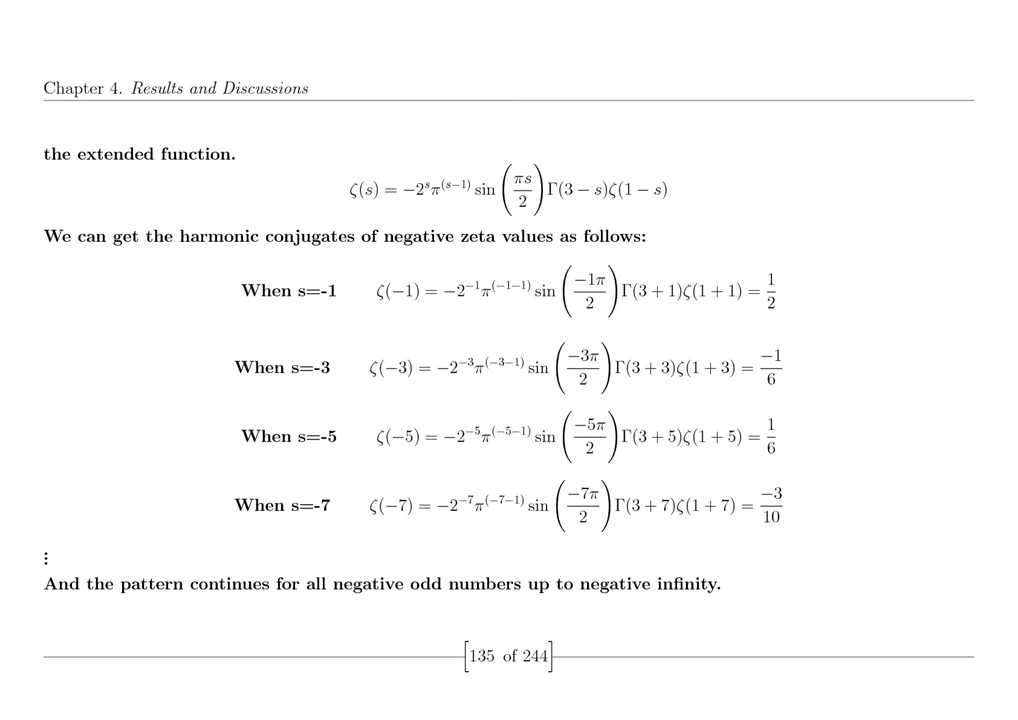 Chapter 4. Results and Discussions
the extended function.
ζ(s) = −2^s π^(s−1) sin(πs/2) Γ(3 − s)ζ(1 − s)
We can get the harmonic conjugates of negative zeta values as follows:
When s=-1 ζ(−1) = −2^−1 π^(−1−1) sin(−1π/2) Γ(3 + 1)ζ(1 + 1) = 1/2
When s=-3 ζ(−3) = −2^−3 π^(−3−1) sin(−3π/2) Γ(3 + 3)ζ(1 + 3) = −1/6
When s=-5 ζ(−5) = −2^−5 π^(−5−1) sin(−5π/2) Γ(3 + 5)ζ(1 + 5) = 1/6
When s=-7 ζ(−7) = −2^−7 π^(−7−1) sin(−7π/2) Γ(3 + 7)ζ(1 + 7) = −3/10
⋮
And the pattern continues for all negative odd numbers up to negative infinity.
[135 of 244]